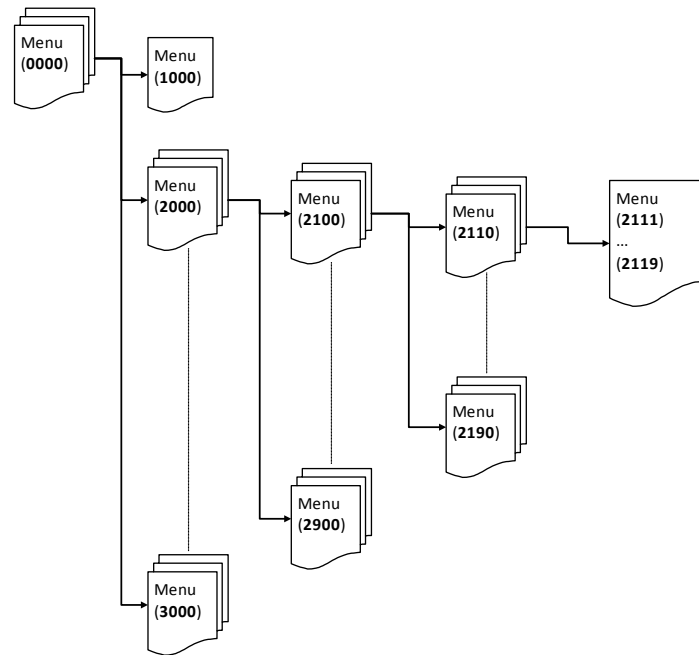 Menu
(0000)
Menu
(1000)
Menu
(2000)
Menu
(2100)
Menu
(2110)
Menu
(2111)
...
(2119)
Menu
(2190)
Menu
(2900)
Menu
(3000)